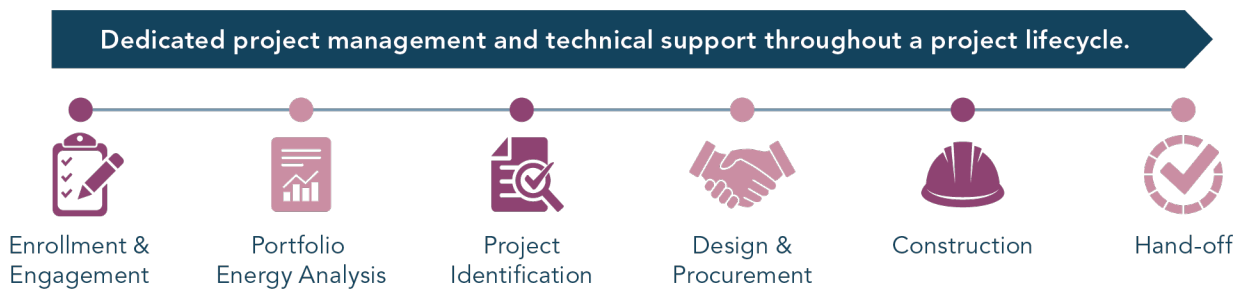 Dedicated project management and technical support throughout a project lifecycle.
Enrollment &
Engagement
Portfolio
Energy Analysis
Project
Identification
Design &
Procurement
Construction
Hand-off